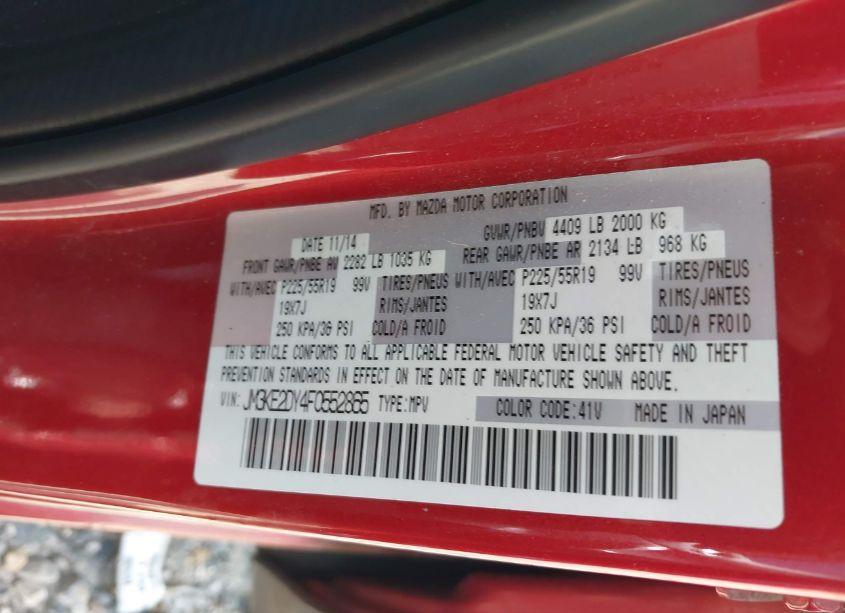 MFD. BY MAZDA MOTOR CORPORATION
DATE 11/14 GVWR/PNBV 4409 LB 2000 KG
FRONT GAWR/PNBE AV 2282 LB 1035 KG REAR GAWR/PNBE AR 2134 LB 968 KG
WITH/AVEC P225/55R19 99V TIRES/PNEUS WITH/AVEC P225/55R19 99V TIRES/PNEUS
19X7J RIMS/JANTES 19X7J RIMS/JANTES
250 KPA/36 PSI COLD/A FROID 250 KPA/36 PSI COLD/A FROID
THIS VEHICLE CONFORMS TO ALL APPLICABLE FEDERAL MOTOR VEHICLE SAFETY AND THEFT
PREVENTION STANDARDS IN EFFECT ON THE DATE OF MANUFACTURE SHOWN ABOVE.
VIN: JM3KE2DY4F0552865 TYPE:MPV COLOR CODE:41V MADE IN JAPAN